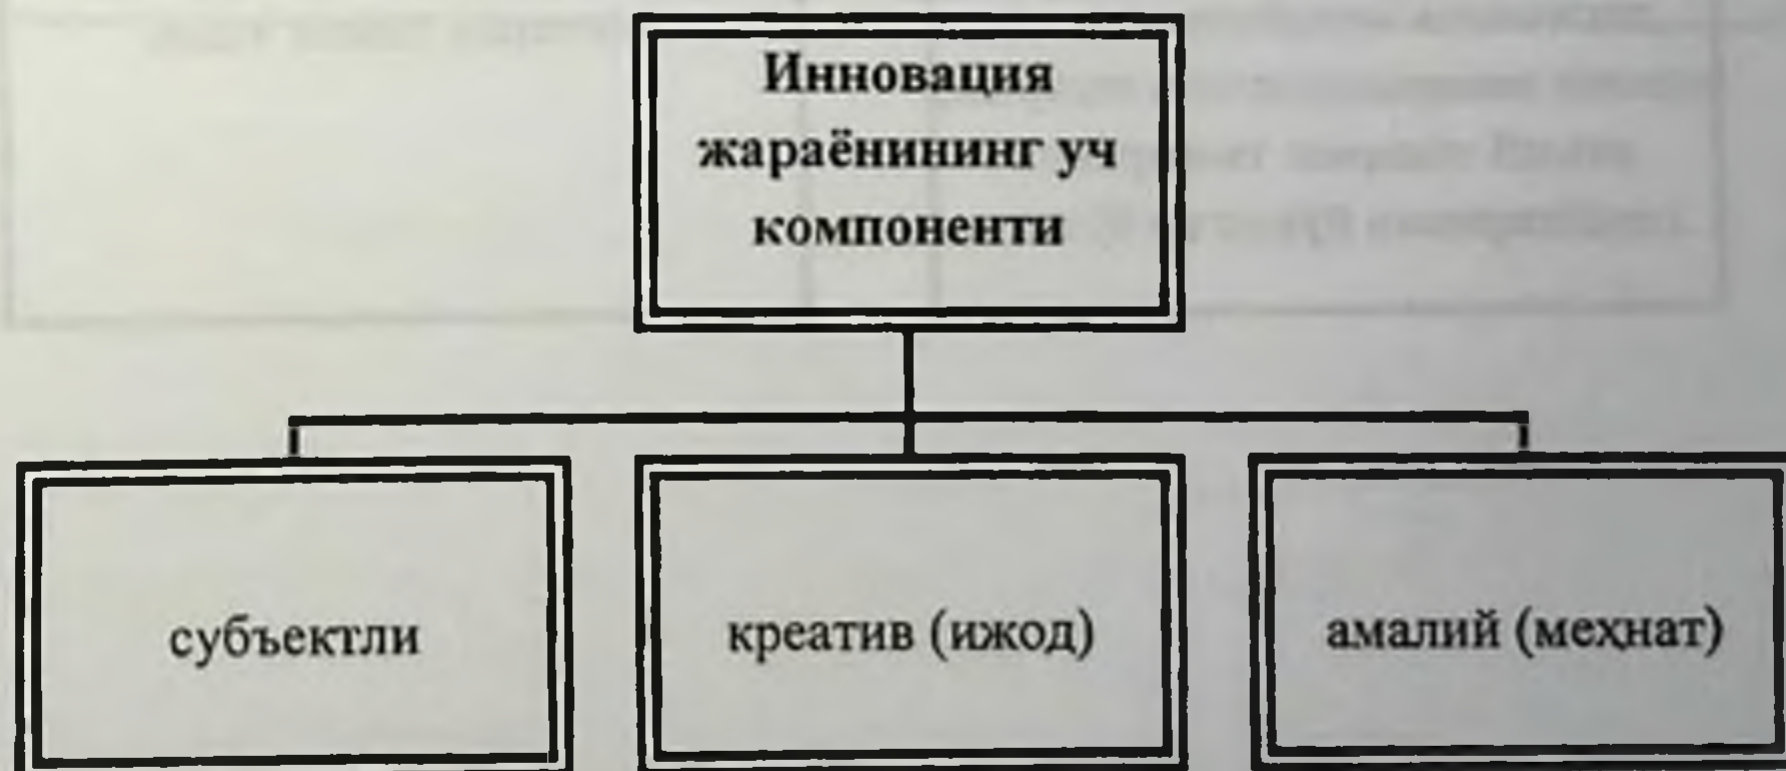 Инновация
жараёнининг уч
компоненти
субъектли
креатив (ижод)
амалий (меҳнат)